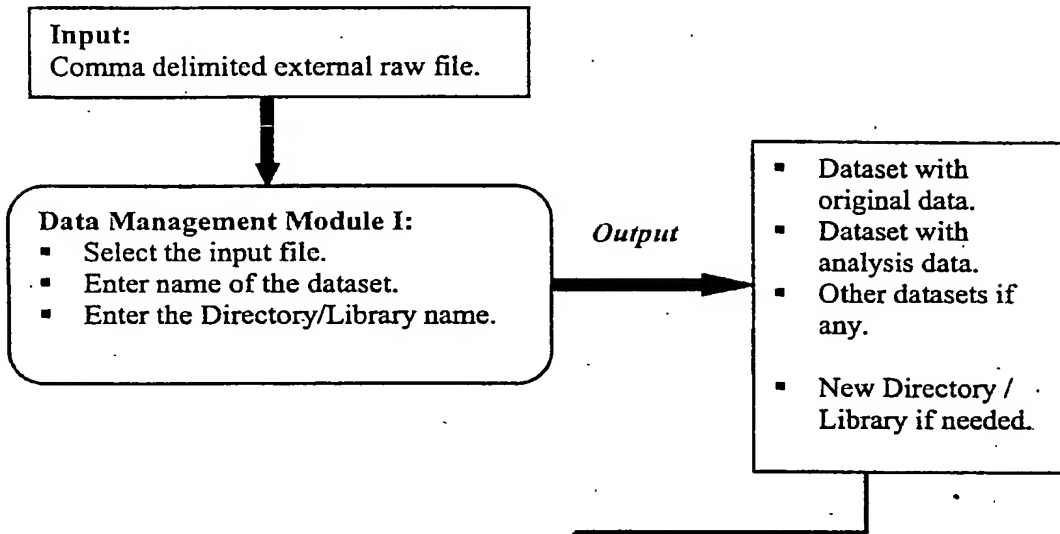 Input:
Comma delimited external raw file.
Data Management Module I:
▪ Select the input file.
▪ Enter name of the dataset.
▪ Enter the Directory/Library name.
Output
▪ Dataset with
original data.
▪ Dataset with
analysis data.
▪ Other datasets if
any.
▪ New Directory /
Library if needed.